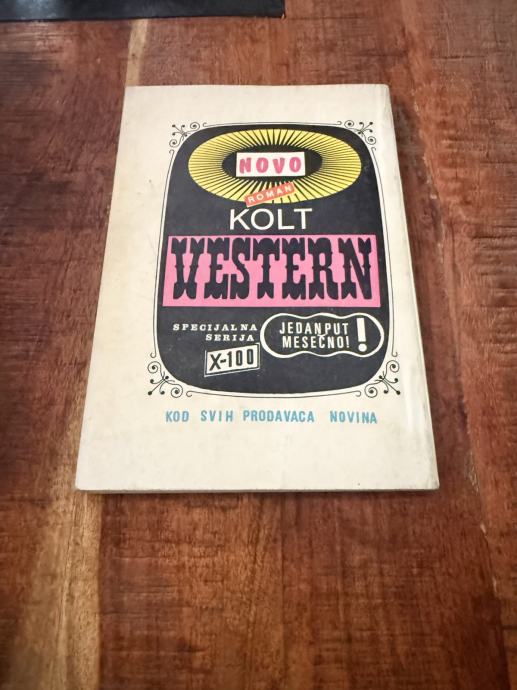 NOVO
ROMAN
KOLT
VESTERN
SPECIJALNA
SERIJA
X-100
JEDANPUT
MESEČNO!
KOD SVIH PRODAVACA NOVINA